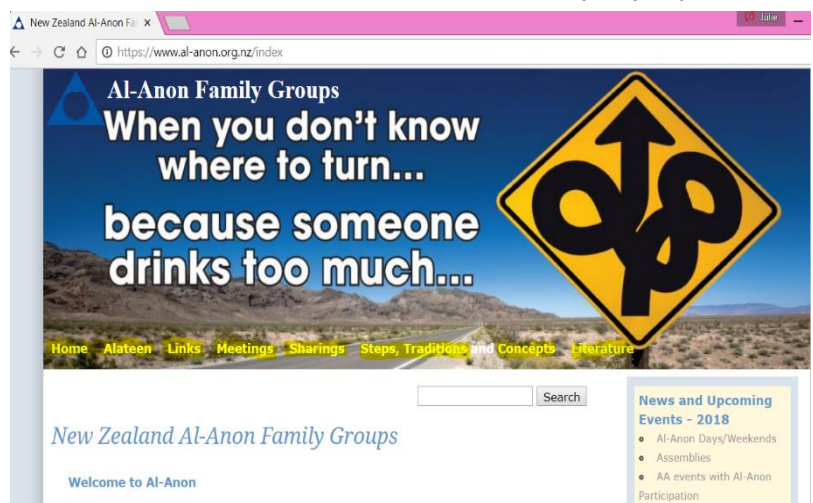 New Zealand Al-Anon Fa
Julie
https://www.al-anon.org.nz/index
Al-Anon Family Groups
When you don't know
where to turn...
because someone
drinks too much...
Home Alateen Links Meetings Sharings Steps, Traditions and Concepts Literature
Search
New Zealand Al-Anon Family Groups
Welcome to Al-Anon
News and Upcoming
Events - 2018
Al-Anon Days/Weekends
Assemblies
AA events with Al-Anon
Participation